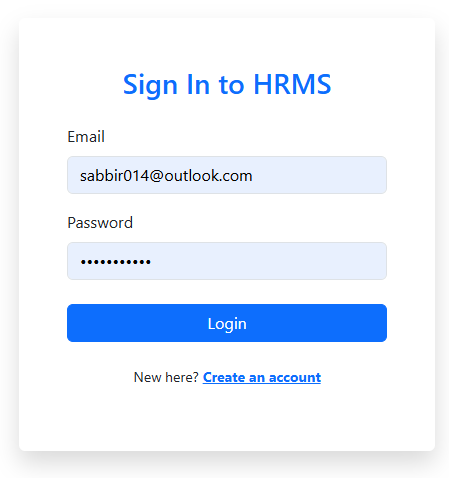 Sign In to HRMS
Email
sabbir014@outlook.com
Password
•••••••••••
Login
New here? Create an account